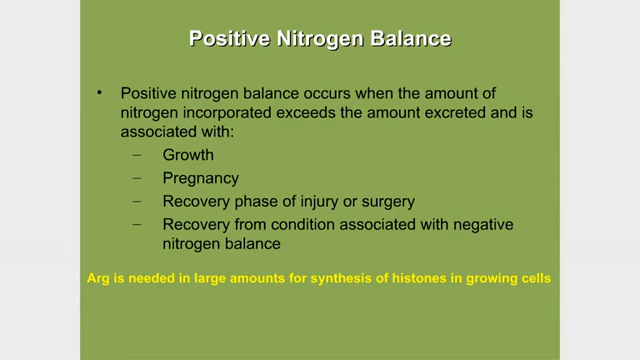 Positive Nitrogen Balance
• Positive nitrogen balance occurs when the amount of
nitrogen incorporated exceeds the amount excreted and is
associated with:
– Growth
– Pregnancy
– Recovery phase of injury or surgery
– Recovery from condition associated with negative
nitrogen balance
Arg is needed in large amounts for synthesis of histones in growing cells